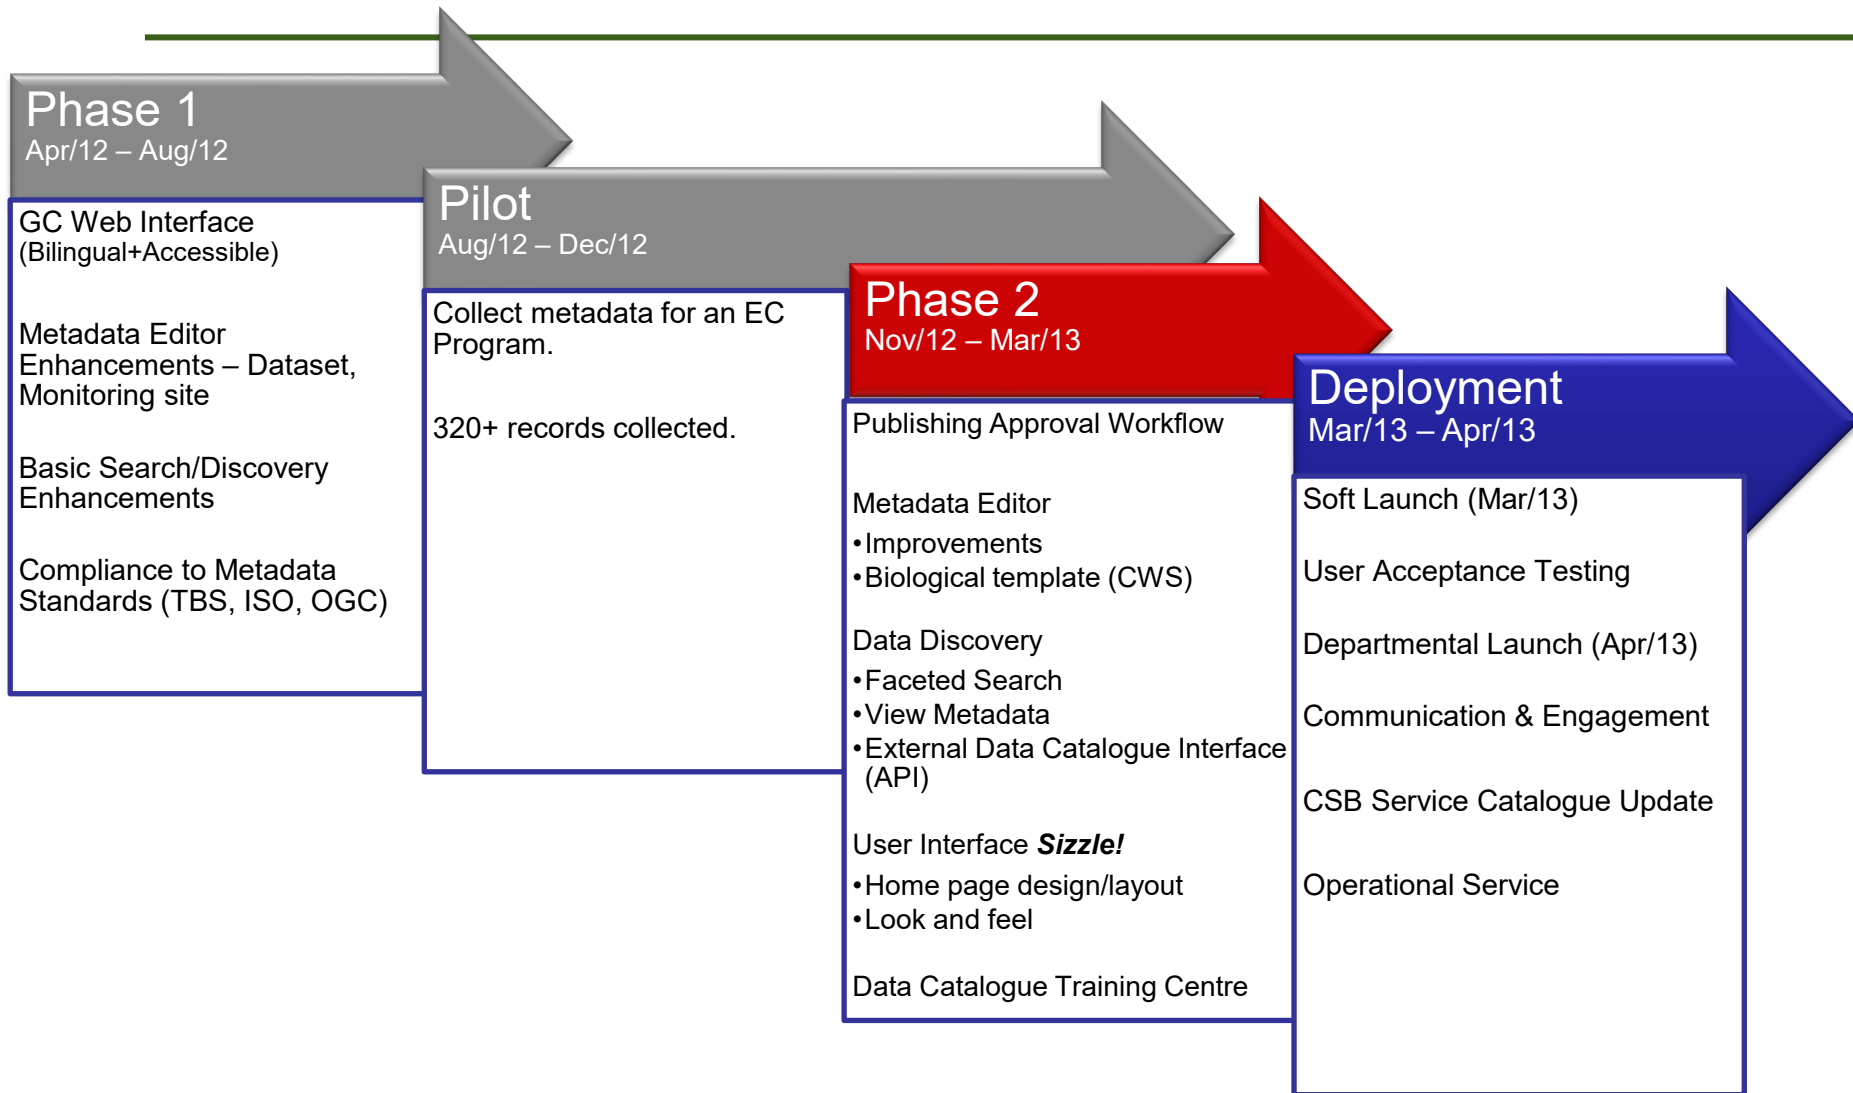 Phase 1
Apr/12 – Aug/12
GC Web Interface
(Bilingual+Accessible)
Metadata Editor
Enhancements – Dataset,
Monitoring site
Basic Search/Discovery
Enhancements
Compliance to Metadata
Standards (TBS, ISO, OGC)
Pilot
Aug/12 – Dec/12
Collect metadata for an EC
Program.
320+ records collected.
Phase 2
Nov/12 – Mar/13
Publishing Approval Workflow
Metadata Editor
•Improvements
•Biological template (CWS)
Data Discovery
•Faceted Search
•View Metadata
•External Data Catalogue Interface
(API)
User Interface Sizzle!
•Home page design/layout
•Look and feel
Data Catalogue Training Centre
Deployment
Mar/13 – Apr/13
Soft Launch (Mar/13)
User Acceptance Testing
Departmental Launch (Apr/13)
Communication & Engagement
CSB Service Catalogue Update
Operational Service